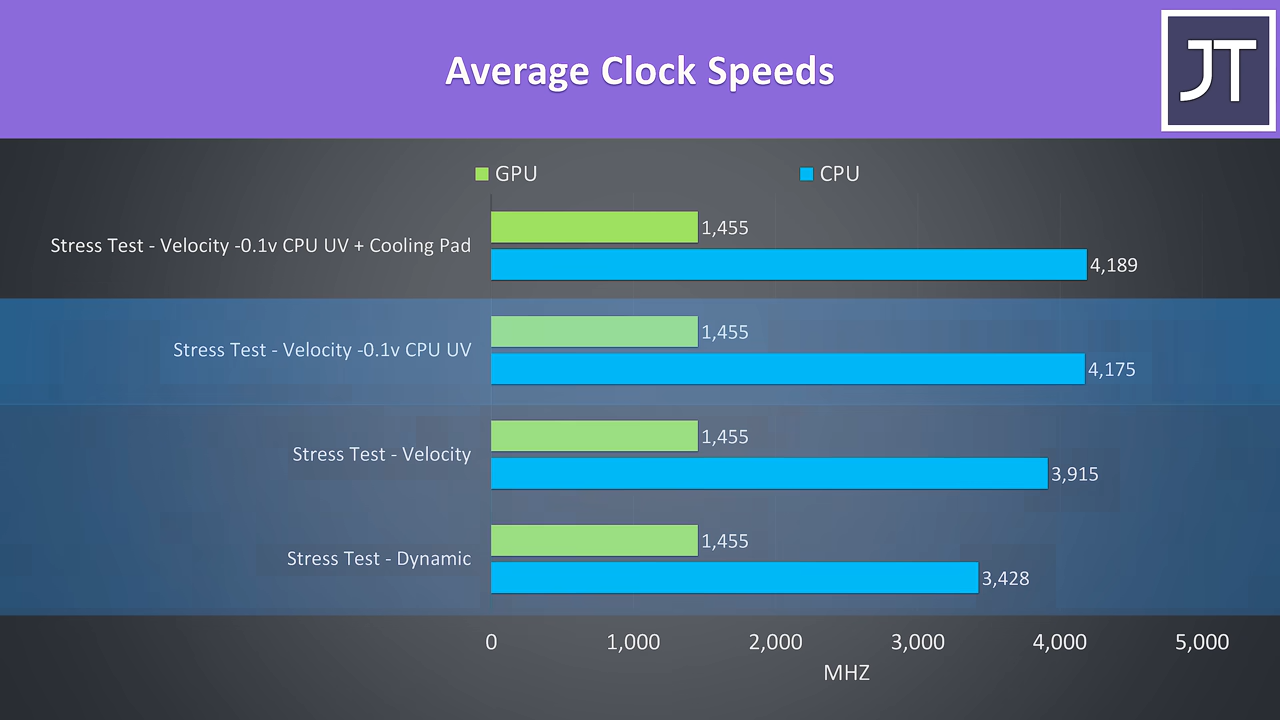 Average Clock Speeds
JT
GPU
CPU
Stress Test - Velocity -0.1v CPU UV + Cooling Pad
1,455
4,189
Stress Test - Velocity -0.1v CPU UV
1,455
4,175
Stress Test - Velocity
1,455
3,915
Stress Test - Dynamic
1,455
3,428
0 1,000 2,000 3,000 4,000 5,000
MHZ